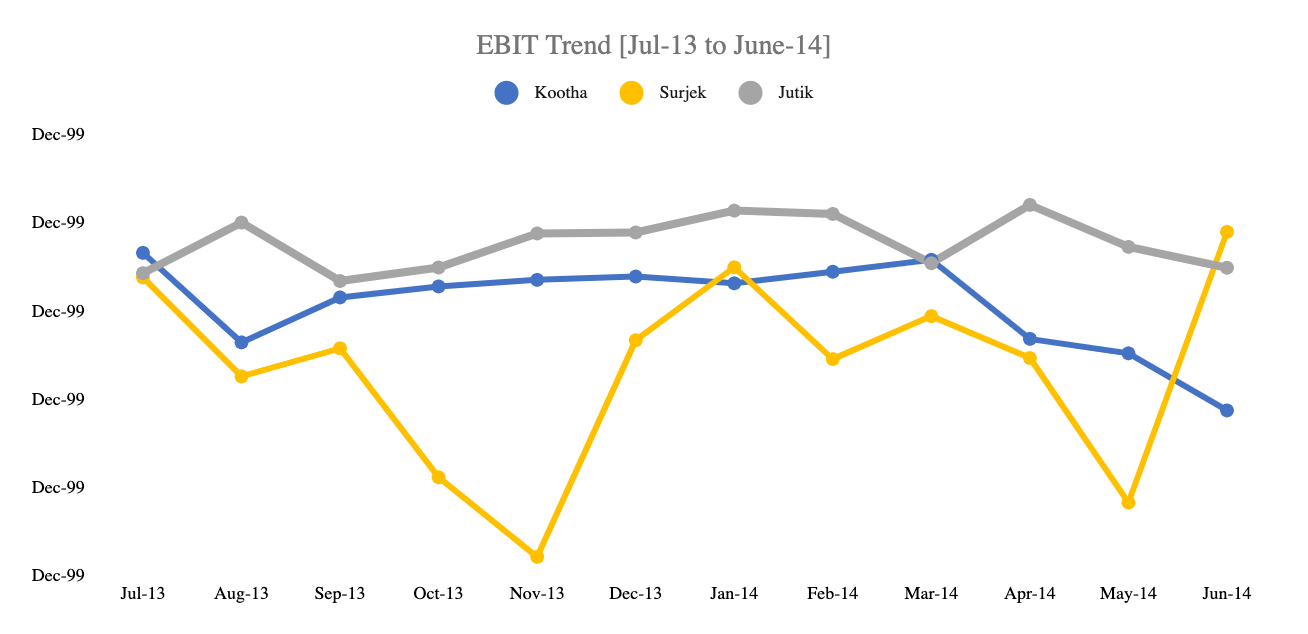 EBIT Trend [Jul-13 to June-14]
Kootha Surjek Jutik
Dec-99
Dec-99
Dec-99
Dec-99
Dec-99
Dec-99
Jul-13 Aug-13 Sep-13 Oct-13 Nov-13 Dec-13 Jan-14 Feb-14 Mar-14 Apr-14 May-14 Jun-14